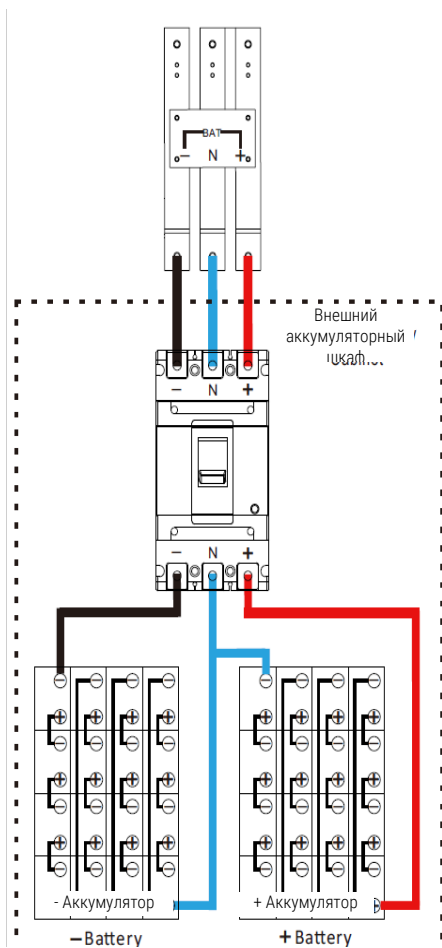 BAT
− N +
Внешний
аккумуляторный
шкаф
− N +
− N +
- Аккумулятор
+ Аккумулятор
−Battery
+Battery